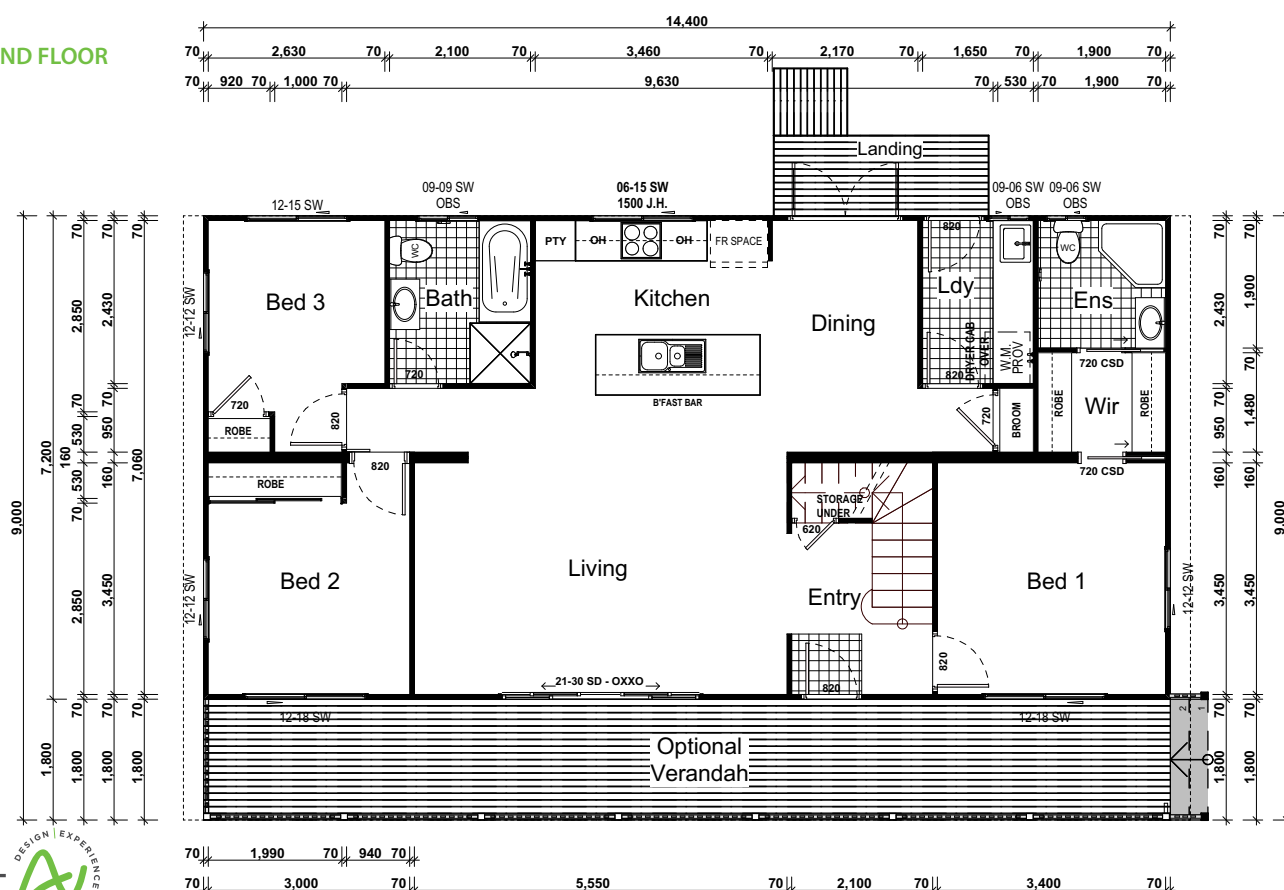 14,400
ND FLOOR
70 2,630 70 2,100 70 3,460 70 2,170 70 1,650 70 1,900 70
70 920 70 1,000 70 9,630 70 530 70 1,900 70
Landing
09-09 SW
OBS
06-15 SW
1500 J.H.
09-06 SW
OBS
09-06 SW
OBS
12-15 SW
PTY
OH
OH
FR SPACE
WC
820
WC
Bed 3
Bath
Kitchen
Dining
Ldy
Ens
12-12 SW
DRYER CAB
OVER
W.M.
PROV
720
820
720 CSD
B'FAST BAR
720
820
ROBE
720
BROOM
ROBE
Wir
ROBE
820
720 CSD
ROBE
STORAGE
UNDER
620
Bed 2
Living
Entry
Bed 1
12-12 SW
12-12 SW
820
820
21-30 SD - OXXO
12-18 SW
12-18 SW
2
1
Optional
Verandah
9,000
7,200
1,800
70
2,850
70
530
160
530
70
2,850
70
1,800
70
2,430
70
950
160
3,450
70
1,800
70
7,060
70
1,800
70
2,430
70
950
160
3,450
70
1,800
70
1,900
70
1,480
160
3,450
70
1,800
9,000
DESIGN EXPERIENCE
70 1,990 70 940 70
70 3,000 70 5,550 70 2,100 70 3,400 70